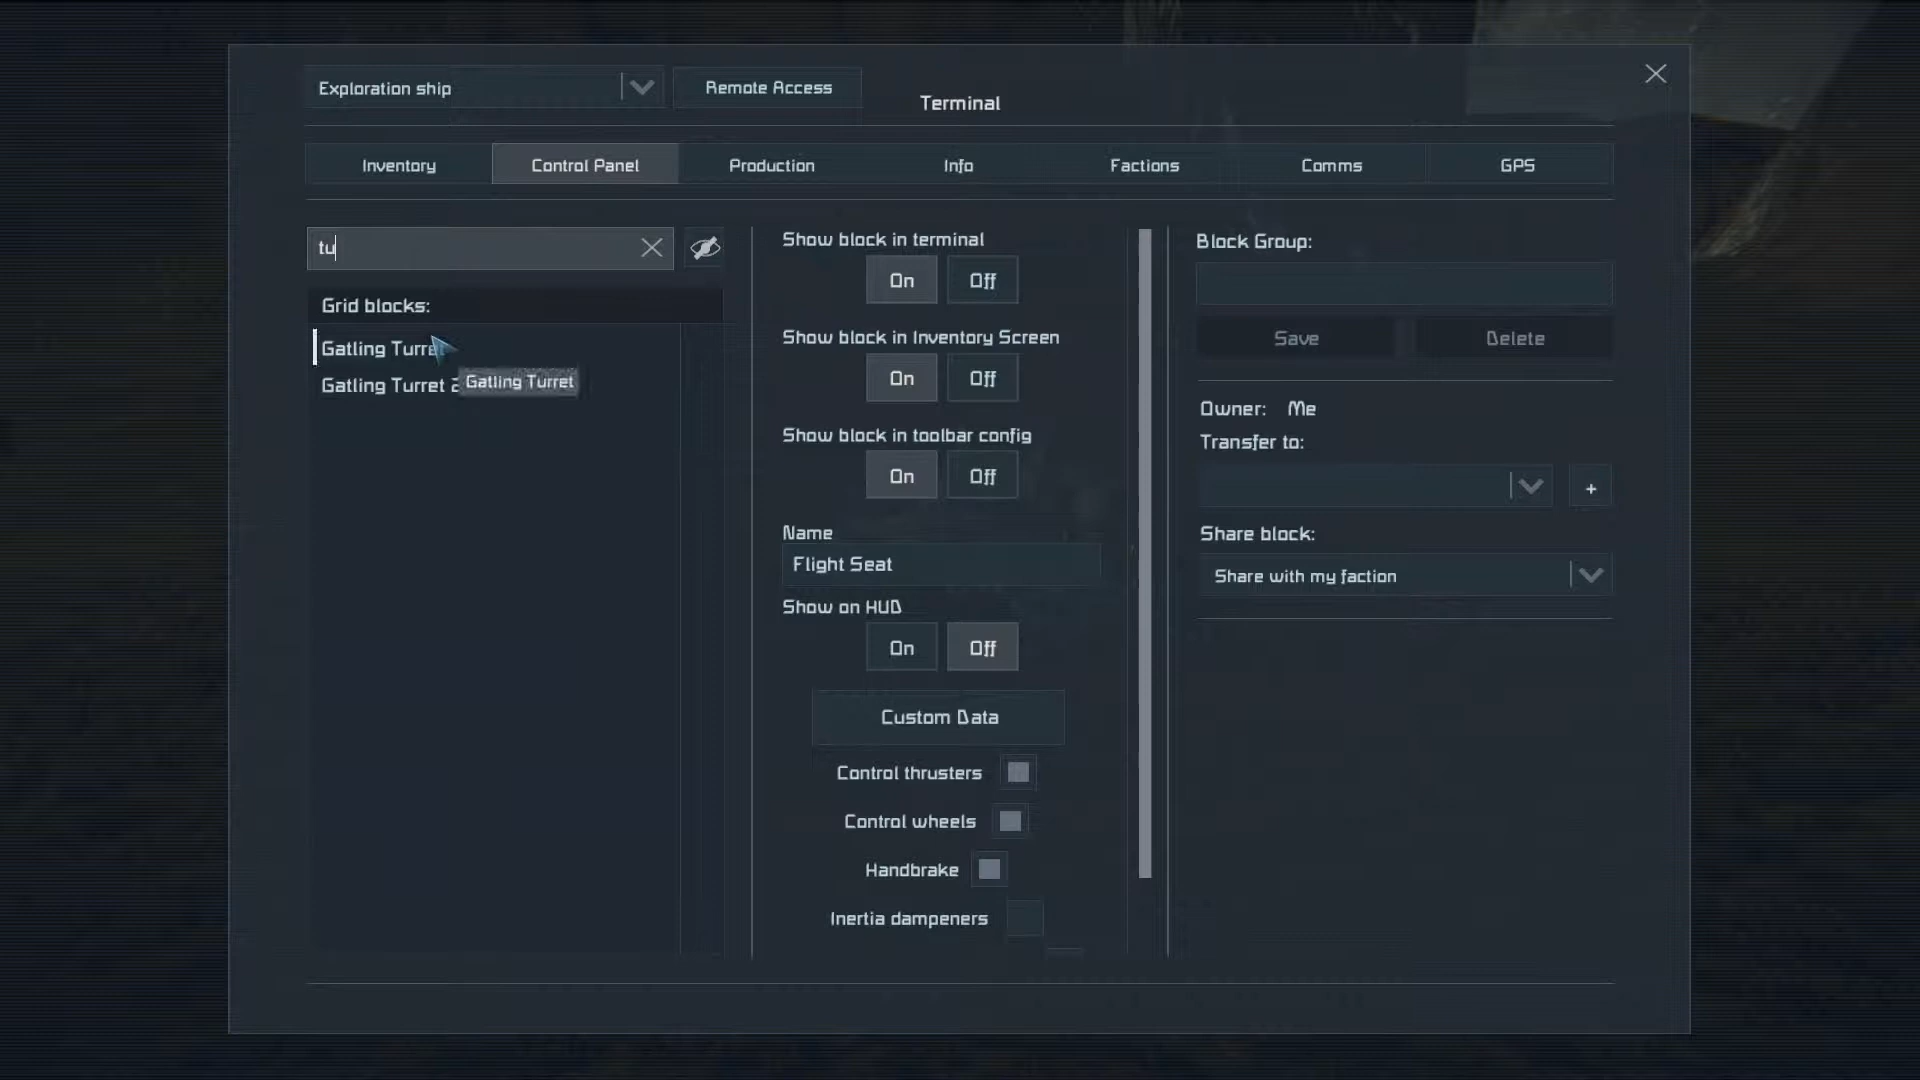 Exploration ship
Remote Access
Terminal
Inventory
Control Panel
Production
Info
Factions
Comms
GPS
tu
Grid blocks:
Gatling Turret
Gatling Turret 2
Gatling Turret
Show block in terminal
On Off
Show block in Inventory Screen
On Off
Show block in toolbar config
On Off
Name
Flight Seat
Show on HUD
On Off
Custom Data
Control thrusters
Control wheels
Handbrake
Inertia dampeners
Block Group:
Save
Delete
Owner: Me
Transfer to:
+
Share block:
Share with my faction